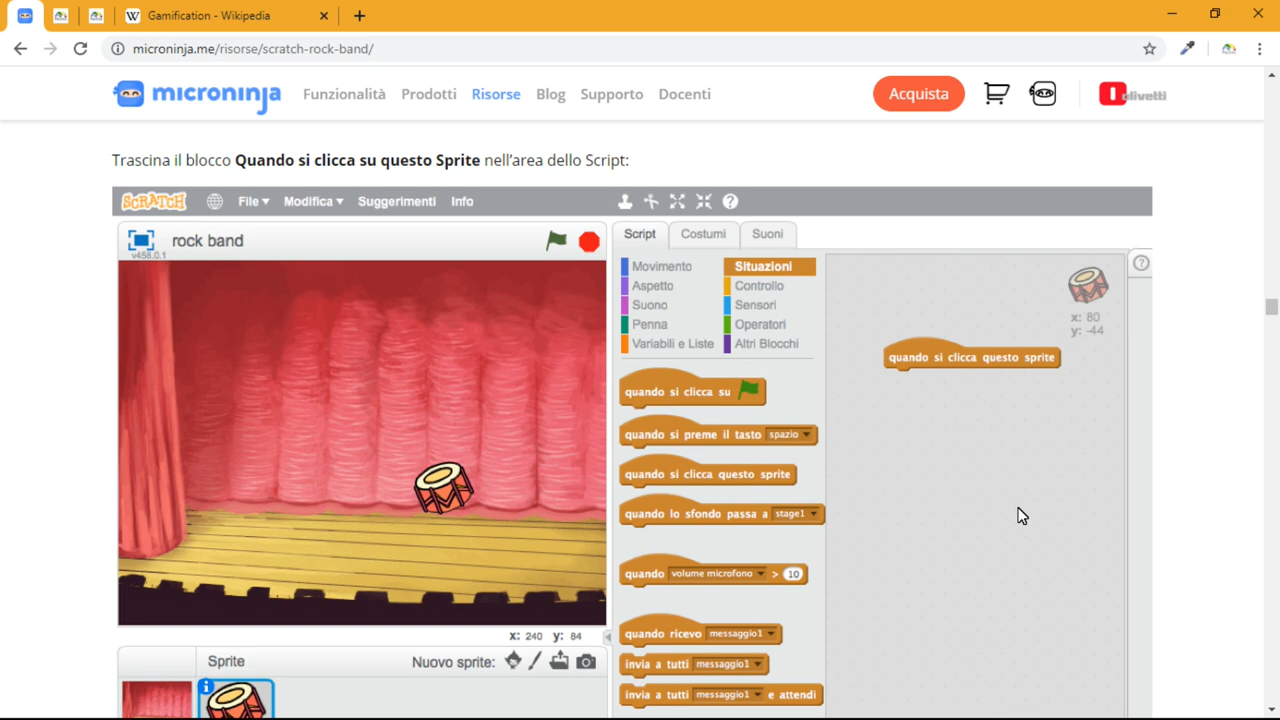 Gamification - Wikipedia
microninja.me/risorse/scratch-rock-band/
microninja Funzionalità Prodotti Risorse Blog Supporto Docenti Acquista olivetti
Trascina il blocco Quando si clicca su questo Sprite nell'area dello Script:
SCRATCH File Modifica Suggerimenti Info
rock band
v458.0.1
Script Costumi Suoni
Movimento Situazioni
Aspetto Controllo
Suono Sensori
Penna Operatori
Variabili e Liste Altri Blocchi
x: 80
y: -44
quando si clicca questo sprite
quando si clicca su
quando si preme il tasto spazio
quando si clicca questo sprite
quando lo sfondo passa a stage1
quando volume microfono > 10
quando ricevo messaggio1
invia a tutti messaggio1
invia a tutti messaggio1 e attendi
x: 240 y: 84
Sprite Nuovo sprite: